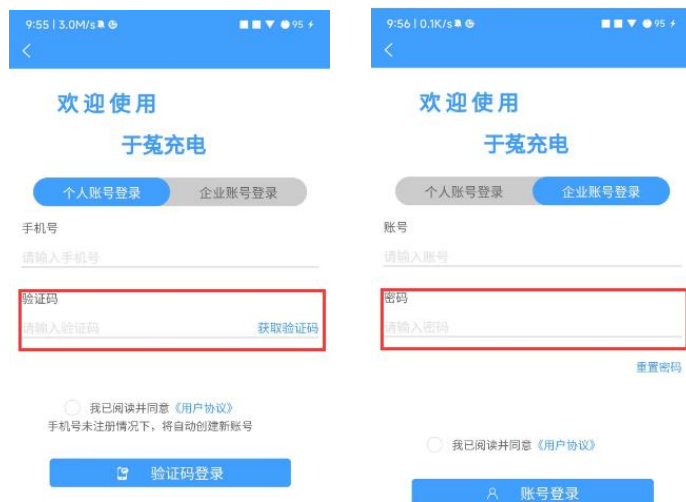 9:55 | 3.0M/s
95
欢迎使用
于菟充电
个人账号登录
企业账号登录
手机号
请输入手机号
验证码
请输入验证码
获取验证码
我已阅读并同意《用户协议》
手机号未注册情况下，将自动创建新账号
验证码登录
9:56 | 0.1K/s
95
欢迎使用
于菟充电
个人账号登录
企业账号登录
账号
请输入账号
密码
请输入密码
重置密码
我已阅读并同意《用户协议》
账号登录